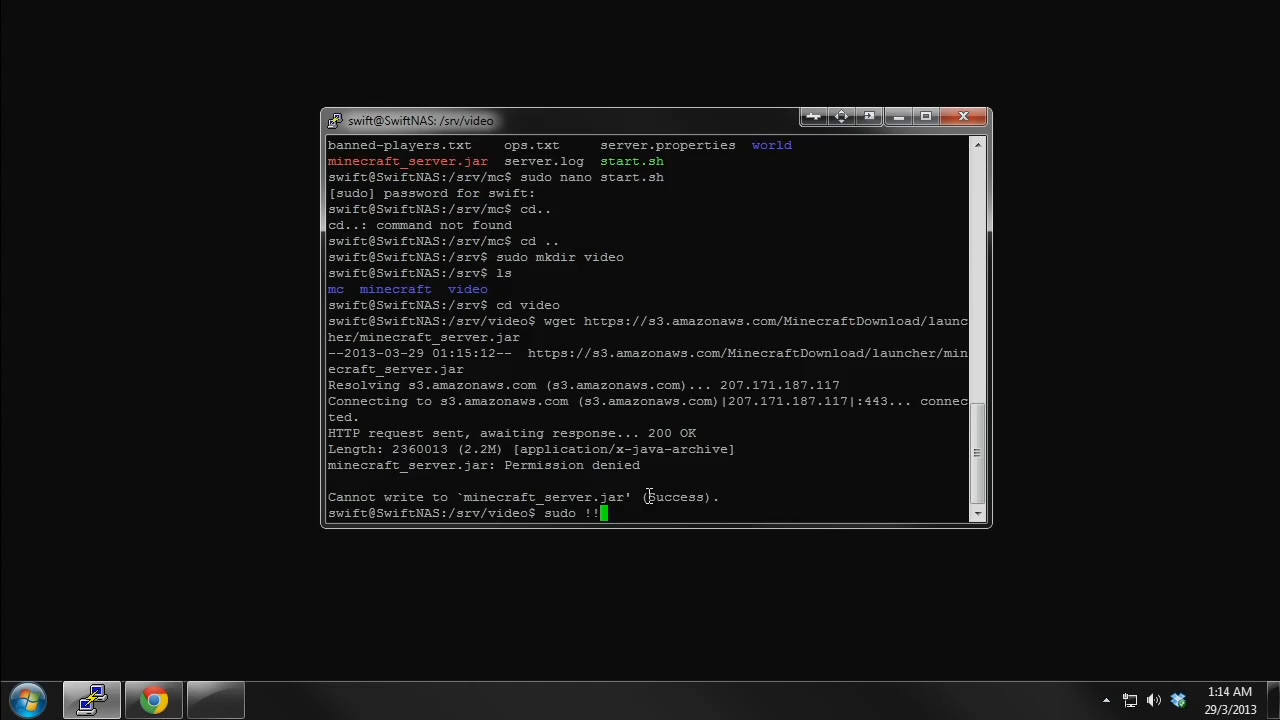 swift@SwiftNAS: /srv/video
banned-players.txt    ops.txt     server.properties  world
minecraft_server.jar  server.log  start.sh
swift@SwiftNAS:/srv/mc$ sudo nano start.sh
[sudo] password for swift:
swift@SwiftNAS:/srv/mc$ cd..
cd..: command not found
swift@SwiftNAS:/srv/mc$ cd ..
swift@SwiftNAS:/srv$ sudo mkdir video
swift@SwiftNAS:/srv$ ls
mc  minecraft  video
swift@SwiftNAS:/srv$ cd video
swift@SwiftNAS:/srv/video$ wget https://s3.amazonaws.com/MinecraftDownload/launc
her/minecraft_server.jar
--2013-03-29 01:15:12--  https://s3.amazonaws.com/MinecraftDownload/launcher/min
ecraft_server.jar
Resolving s3.amazonaws.com (s3.amazonaws.com)... 207.171.187.117
Connecting to s3.amazonaws.com (s3.amazonaws.com)|207.171.187.117|:443... connec
ted.
HTTP request sent, awaiting response... 200 OK
Length: 2360013 (2.2M) [application/x-java-archive]
minecraft_server.jar: Permission denied
Cannot write to `minecraft_server.jar' (Success).
swift@SwiftNAS:/srv/video$ sudo !!
1:14 AM
29/3/2013